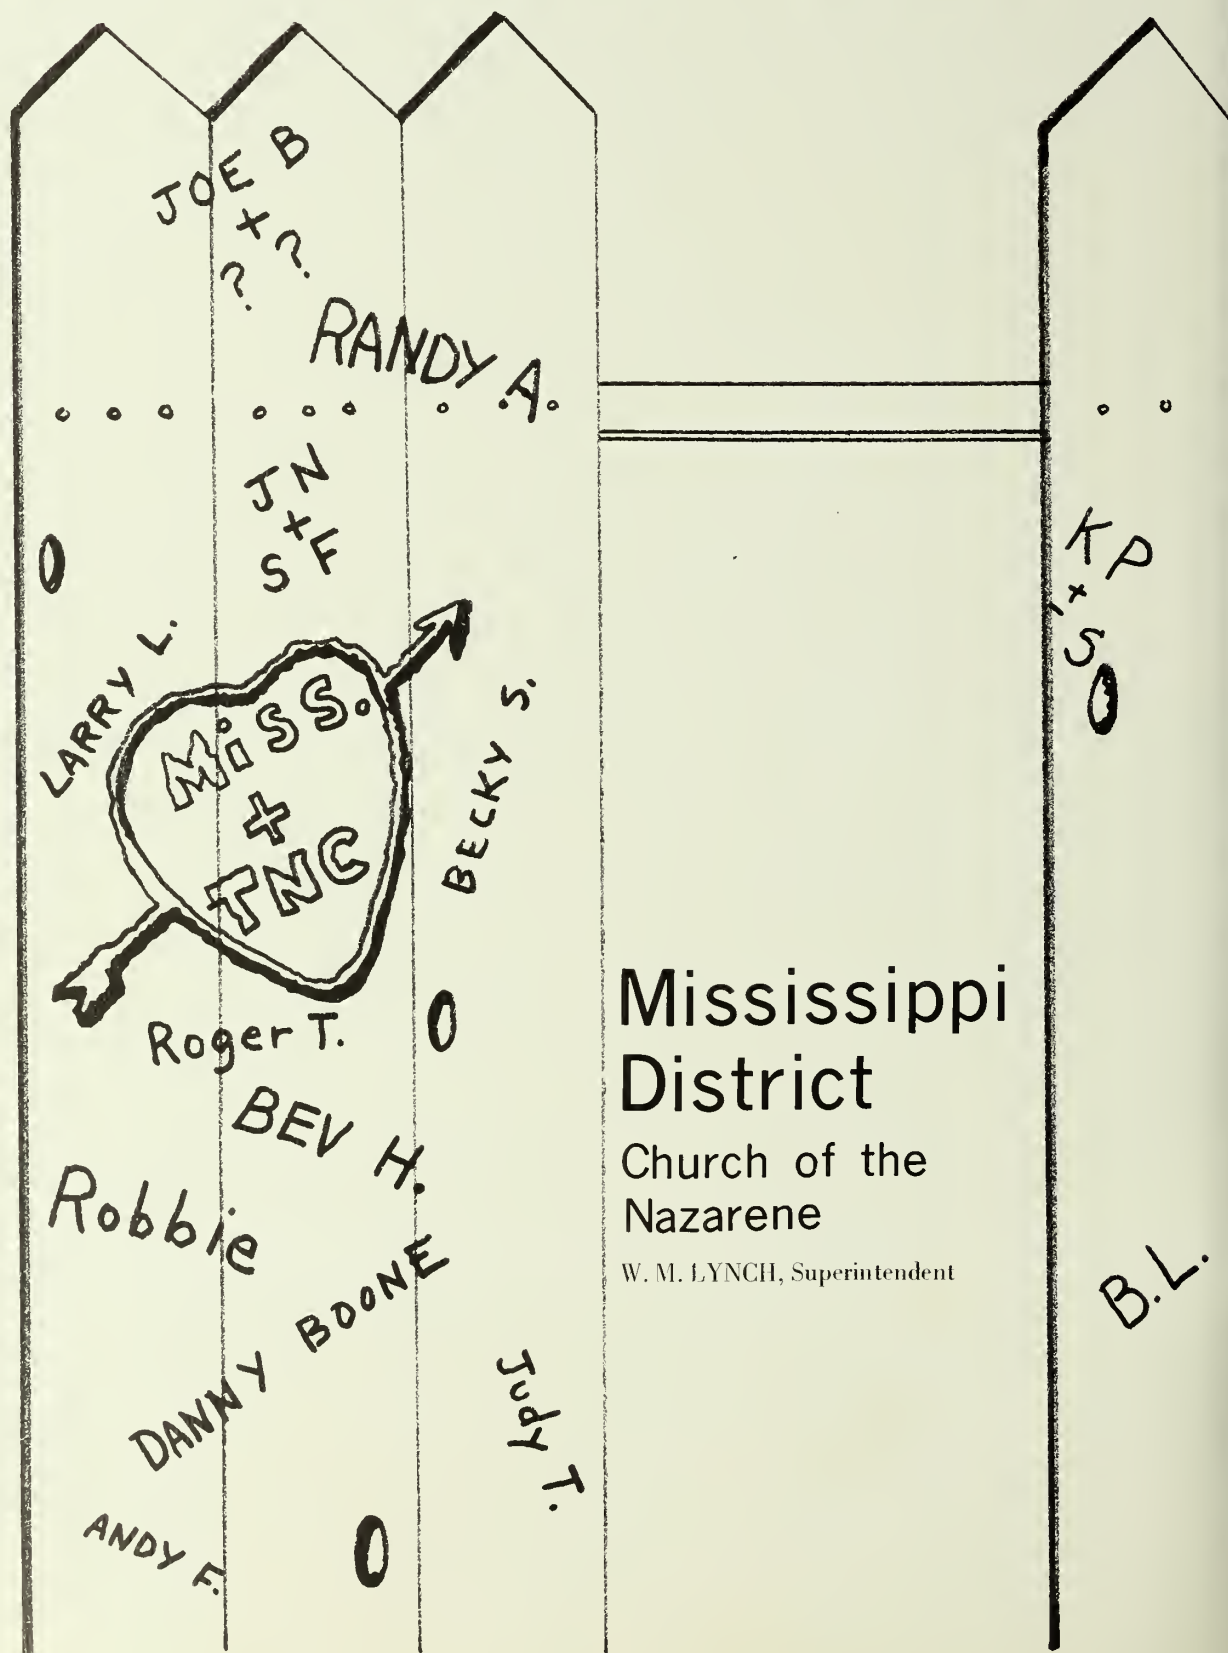 JOE B
+
? ?
RANDY A.
JN
+
SF
LARRY L.
MiSS.
+
TNC
BECKY S.
Roger T.
BEV H.
Robbie
DANNY BOONE
JUdy T.
ANDY F.
Mississippi
District
Church of the
Nazarene
W. M. LYNCH, Superintendent
KP
+
S
B.L.